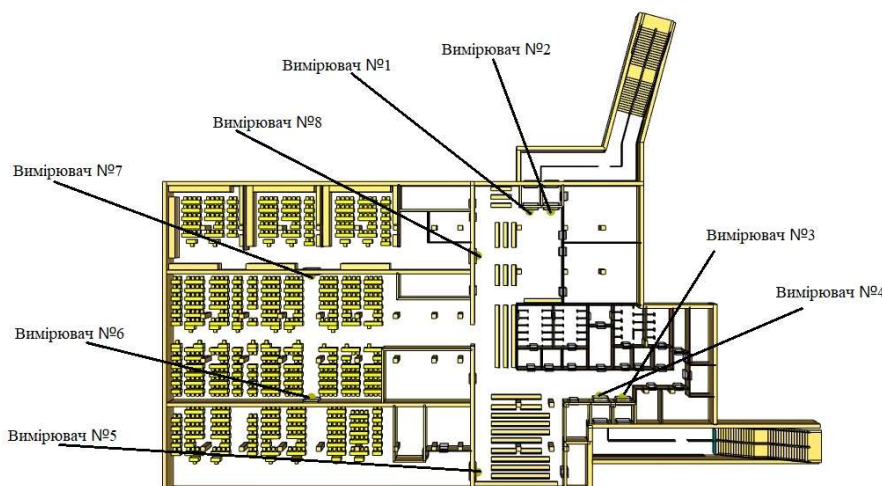 Вимірювач №2
Вимірювач №1
Вимірювач №8
Вимірювач №7
Вимірювач №3
Вимірювач №4
Вимірювач №6
Вимірювач №5